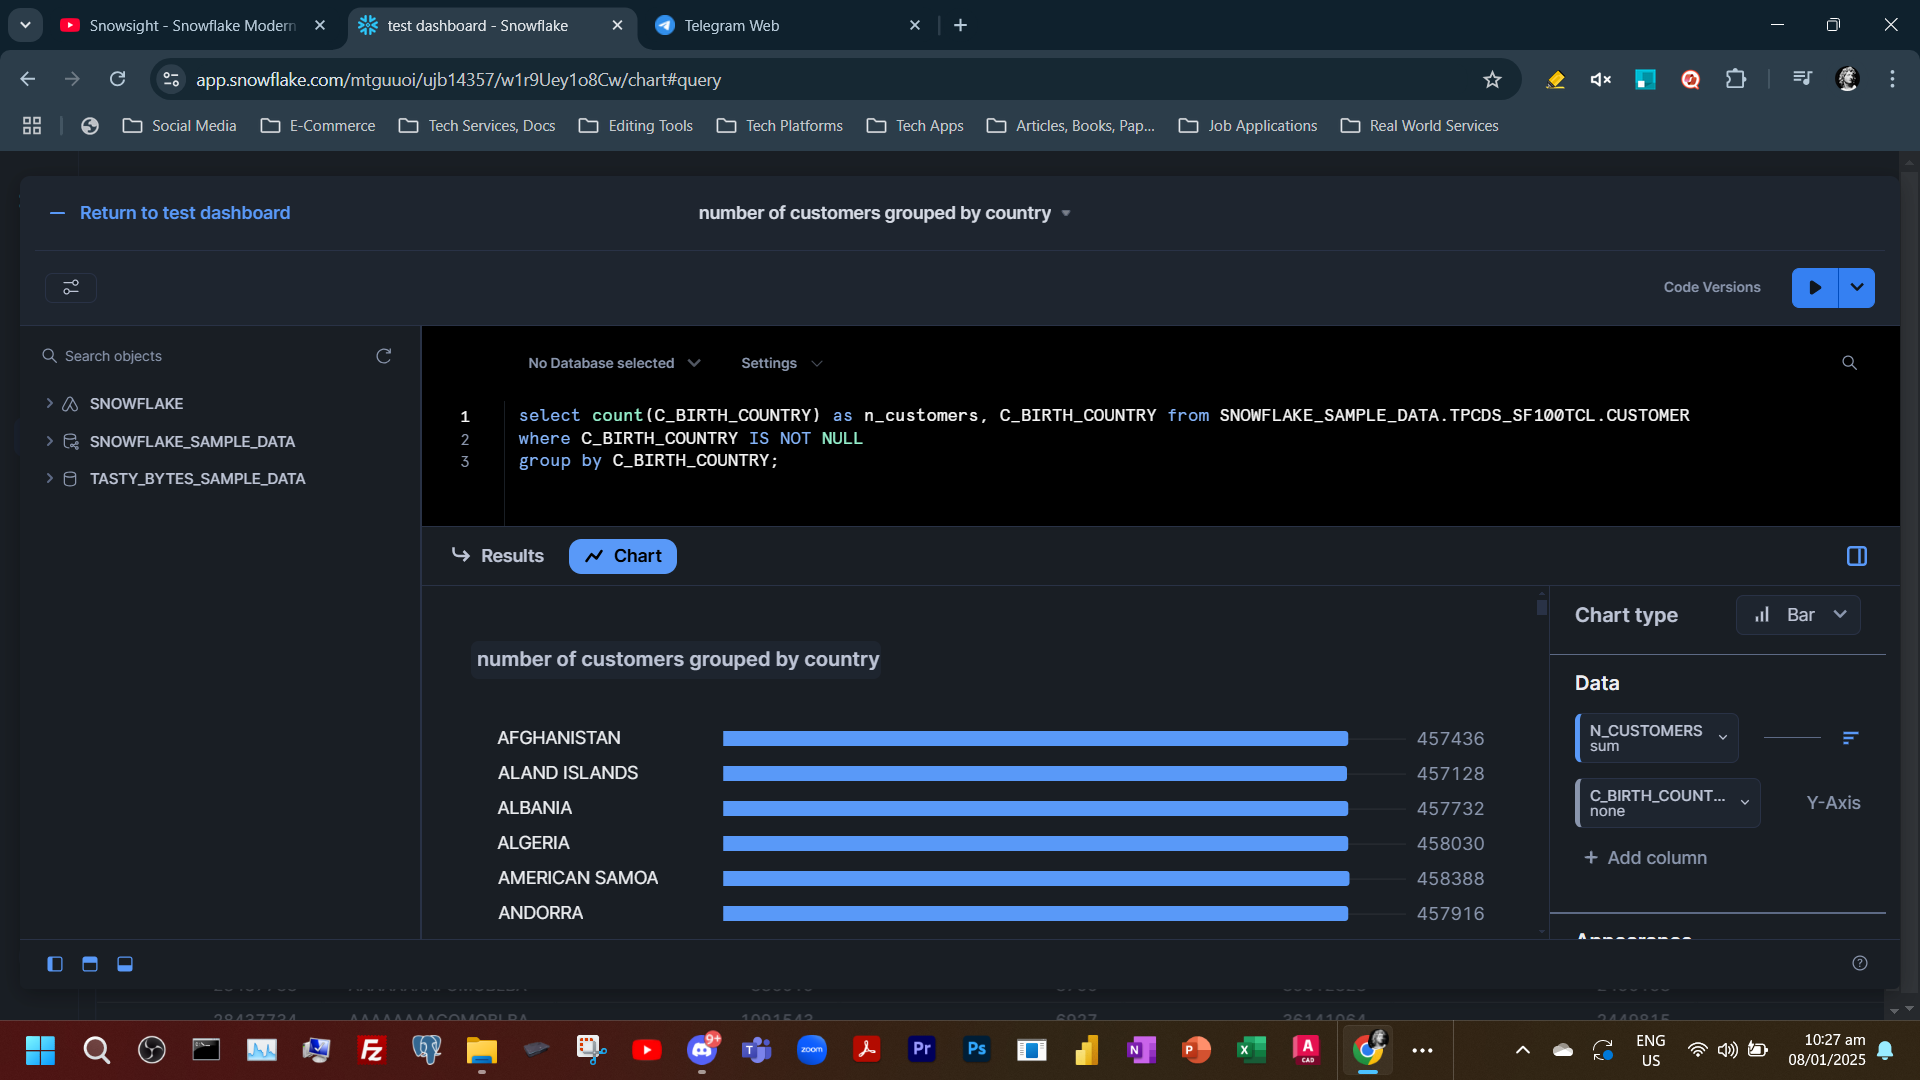 Snowsight - Snowflake Modern
test dashboard - Snowflake
Telegram Web
app.snowflake.com/mtguuoi/ujb14357/w1r9Uey1o8Cw/chart#query
Social Media
E-Commerce
Tech Services, Docs
Editing Tools
Tech Platforms
Tech Apps
Articles, Books, Pap...
Job Applications
Real World Services
Return to test dashboard
number of customers grouped by country
Code Versions
Search objects
SNOWFLAKE
SNOWFLAKE_SAMPLE_DATA
TASTY_BYTES_SAMPLE_DATA
No Database selected
Settings
1 select count(C_BIRTH_COUNTRY) as n_customers, C_BIRTH_COUNTRY from SNOWFLAKE_SAMPLE_DATA.TPCDS_SF100TCL.CUSTOMER
2 where C_BIRTH_COUNTRY IS NOT NULL
3 group by C_BIRTH_COUNTRY;
Results
Chart
number of customers grouped by country
AFGHANISTAN 457436
ALAND ISLANDS 457128
ALBANIA 457732
ALGERIA 458030
AMERICAN SAMOA 458388
ANDORRA 457916
Chart type
Bar
Data
N_CUSTOMERS
sum
C_BIRTH_COUNT...
none
Y-Axis
+ Add column
Appearance
9+
zoom
Pr
Ps
CAD
ENG
US
10:27 am
08/01/2025